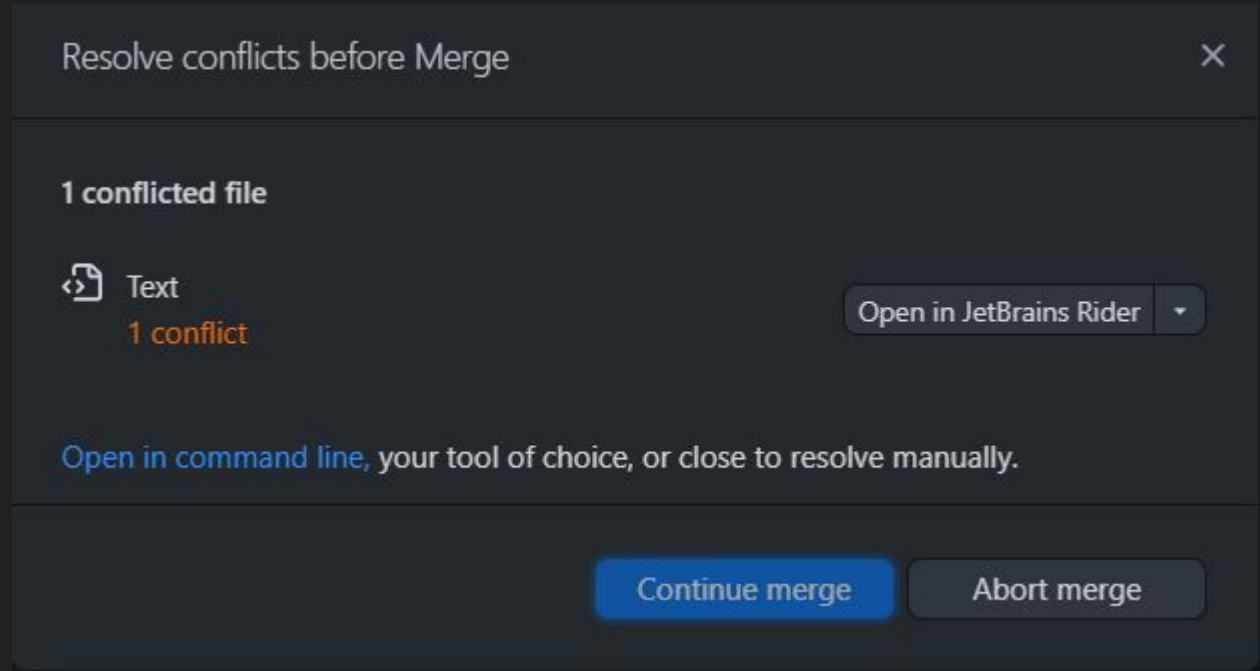 Resolve conflicts before Merge
1 conflicted file
Text
1 conflict
Open in JetBrains Rider
Open in command line, your tool of choice, or close to resolve manually.
Continue merge
Abort merge